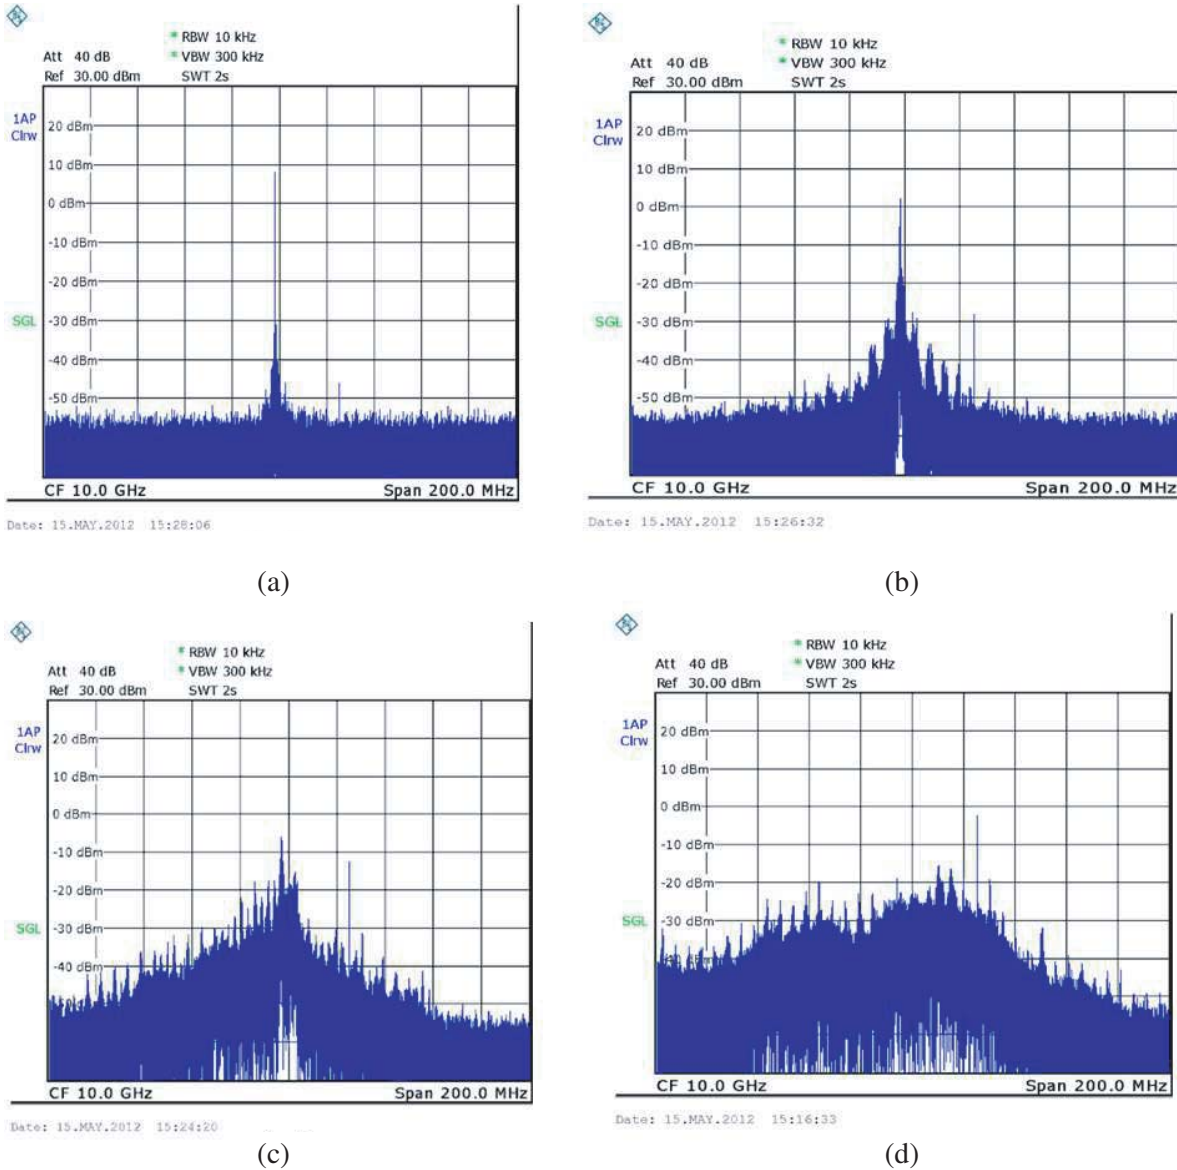 RBW 10 kHz
Att 40 dB
VBW 300 kHz
Ref 30.00 dBm
SWT 2s
1AP
Clrw
20 dBm
10 dBm
0 dBm
-10 dBm
-20 dBm
SGL
-30 dBm
-40 dBm
-50 dBm
CF 10.0 GHz
Span 200.0 MHz
Date: 15.MAY.2012 15:28:06
(a)
RBW 10 kHz
Att 40 dB
VBW 300 kHz
Ref 30.00 dBm
SWT 2s
1AP
Clrw
20 dBm
10 dBm
0 dBm
-10 dBm
-20 dBm
SGL
-30 dBm
-40 dBm
-50 dBm
CF 10.0 GHz
Span 200.0 MHz
Date: 15.MAY.2012 15:26:32
(b)
RBW 10 kHz
Att 40 dB
VBW 300 kHz
Ref 30.00 dBm
SWT 2s
1AP
Clrw
20 dBm
10 dBm
0 dBm
-10 dBm
-20 dBm
SGL
-30 dBm
-40 dBm
CF 10.0 GHz
Span 200.0 MHz
Date: 15.MAY.2012 15:24:20
(c)
RBW 10 kHz
Att 40 dB
VBW 300 kHz
Ref 30.00 dBm
SWT 2s
1AP
Clrw
20 dBm
10 dBm
0 dBm
-10 dBm
-20 dBm
SGL
-30 dBm
CF 10.0 GHz
Span 200.0 MHz
Date: 15.MAY.2012 15:16:33
(d)